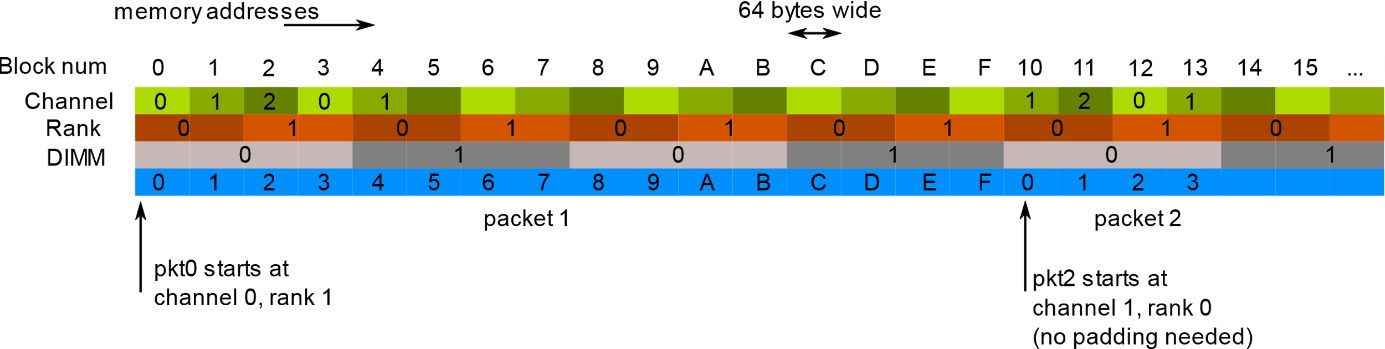 memory addresses
64 bytes wide
Block num 0 1 2 3 4 5 6 7 8 9 A B C D E F 10 11 12 13 14 15 ...
Channel 0 1 2 0 1 1 2 0 1
Rank 0 1 0 1 0 1 0 1 0 1 0
DIMM 0 1 0 1 0 1
0 1 2 3 4 5 6 7 8 9 A B C D E F 0 1 2 3
packet 1 packet 2
pkt0 starts at
channel 0, rank 1
pkt2 starts at
channel 1, rank 0
(no padding needed)